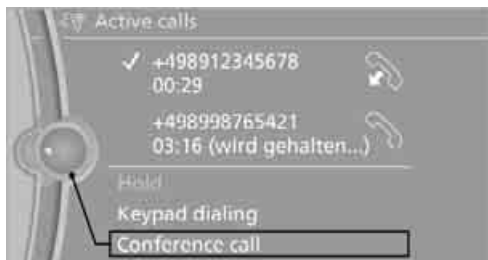 Active calls
+498912345678
00:29
+498998765421
03:16 (wird gehalten...)
Hold
Keypad dialing
Conference call